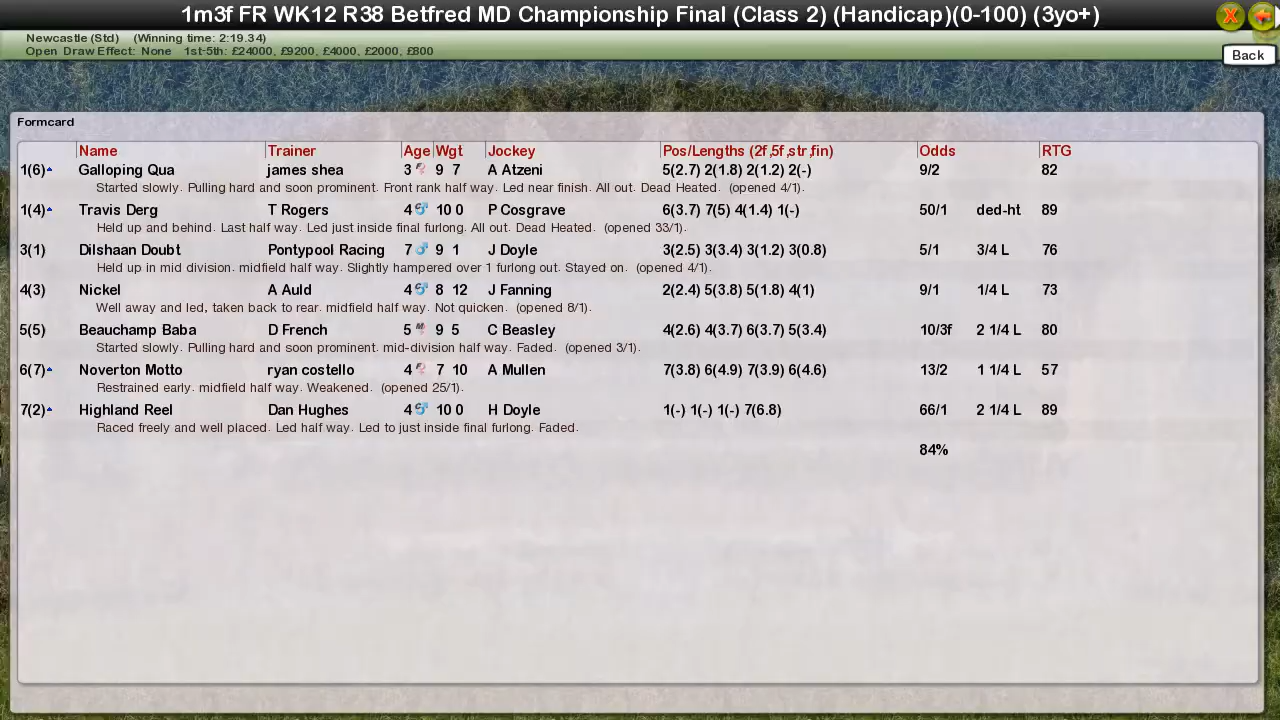 1m3f FR WK12 R38 Betfred MD Championship Final (Class 2) (Handicap)(0-100) (3yo+)
X
Newcastle (Std) (Winning time: 2:19.34)
Open Draw Effect: None 1st-5th: £24000, £9200, £4000, £2000, £800
Back
Formcard
Name Trainer Age Wgt Jockey Pos/Lengths (2f,5f,str,fin) Odds RTG
1(6) Galloping Qua james shea 3 9 7 A Atzeni 5(2.7) 2(1.8) 2(1.2) 2(-) 9/2 82
Started slowly. Pulling hard and soon prominent. Front rank half way. Led near finish. All out. Dead Heated. (opened 4/1).
1(4) Travis Derg T Rogers 4 10 0 P Cosgrave 6(3.7) 7(5) 4(1.4) 1(-) 50/1 ded-ht 89
Held up and behind. Last half way. Led just inside final furlong. All out. Dead Heated. (opened 33/1).
3(1) Dilshaan Doubt Pontypool Racing 7 9 1 J Doyle 3(2.5) 3(3.4) 3(1.2) 3(0.8) 5/1 3/4 L 76
Held up in mid division. midfield half way. Slightly hampered over 1 furlong out. Stayed on. (opened 4/1).
4(3) Nickel A Auld 4 8 12 J Fanning 2(2.4) 5(3.8) 5(1.8) 4(1) 9/1 1/4 L 73
Well away and led, taken back to rear. midfield half way. Not quicken. (opened 8/1).
5(5) Beauchamp Baba D French 5 9 5 C Beasley 4(2.6) 4(3.7) 6(3.7) 5(3.4) 10/3f 2 1/4 L 80
Started slowly. Pulling hard and soon prominent. mid-division half way. Faded. (opened 3/1).
6(7) Noverton Motto ryan costello 4 7 10 A Mullen 7(3.8) 6(4.9) 7(3.9) 6(4.6) 13/2 1 1/4 L 57
Restrained early. midfield half way. Weakened. (opened 25/1).
7(2) Highland Reel Dan Hughes 4 10 0 H Doyle 1(-) 1(-) 1(-) 7(6.8) 66/1 2 1/4 L 89
Raced freely and well placed. Led half way. Led to just inside final furlong. Faded.
84%